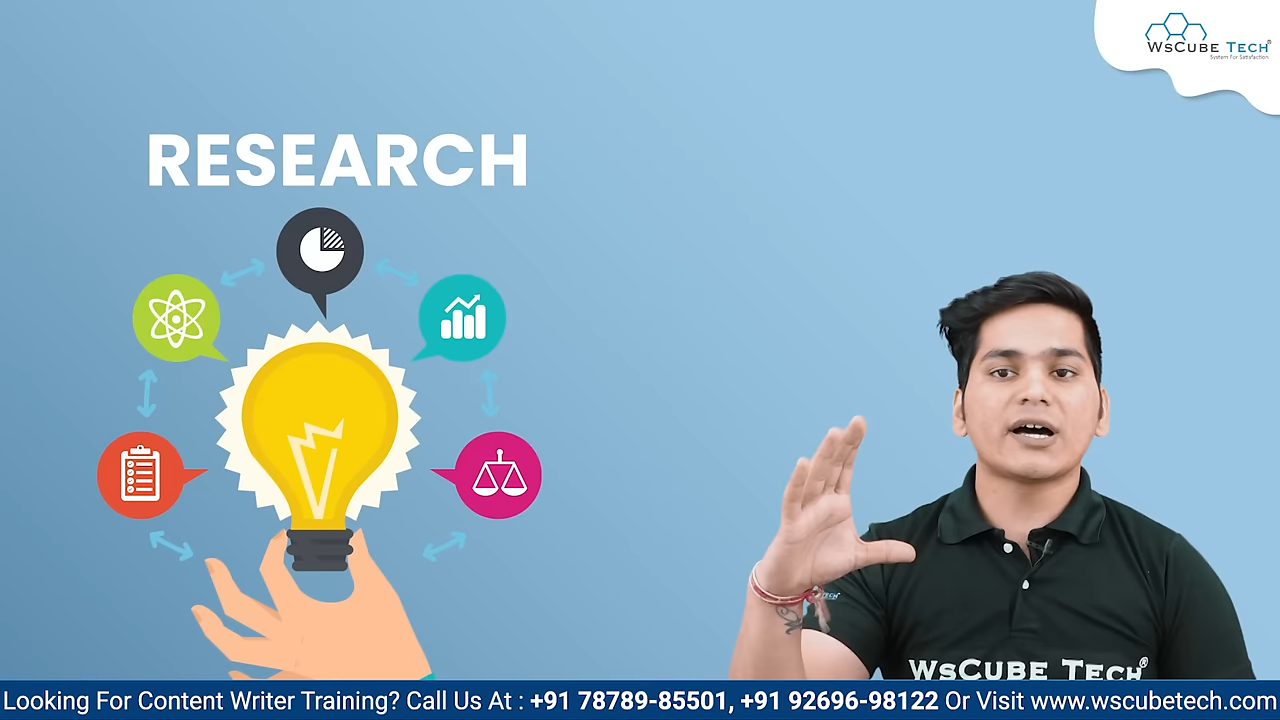 WsCube Tech®
System For Satisfaction
RESEARCH
TECH
WsCube Tech®
Looking For Content Writer Training? Call Us At : +91 78789-85501, +91 92696-98122 Or Visit www.wscubetech.com